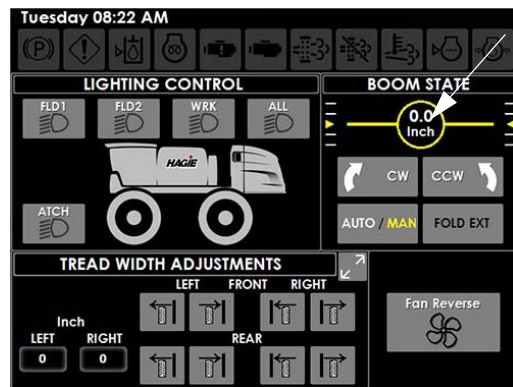 Tuesday 08:22 AM
(P)
LIGHTING CONTROL
FLD1 FLD2 WRK ALL
HAGIE
ATCH
BOOM STATE
0.0
Inch
CW CCW
AUTO / MAN FOLD EXT
TREAD WIDTH ADJUSTMENTS
LEFT FRONT RIGHT
Inch
LEFT RIGHT
0 0
REAR
Fan Reverse